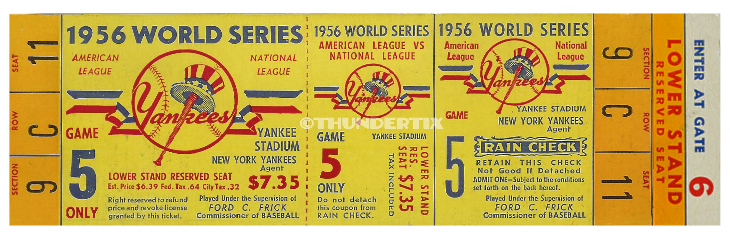 SEAT
11
ROW
C
SECTION
9
1956 WORLD SERIES
AMERICAN
LEAGUE
NATIONAL
LEAGUE
Yankees
GAME
5
ONLY
YANKEE
STADIUM
NEW YORK YANKEES
Agent
LOWER STAND RESERVED SEAT
Est. Price $6.39 Fed. Tax .64 City Tax .32
$7.35
Right reserved to refund
price and revoke license
granted by this ticket.
Played Under the Supervision of
FORD C. FRICK
Commissioner of BASEBALL
1956 WORLD SERIES
AMERICAN LEAGUE VS
NATIONAL LEAGUE
Yankees
©THUNDERTIX
GAME
YANKEE STADIUM
5
ONLY
Do not detach
this coupon from
RAIN CHECK.
LOWER STAND
RES. SEAT
$7.35
TAX INCLUDED
1956 WORLD SERIES
American
League
National
League
Yankees
GAME
5
YANKEE STADIUM
NEW YORK YANKEES
Agent
RAIN CHECK
RETAIN THIS CHECK
Not Good If Detached
ADMIT ONE—Subject to the conditions
set forth on the back hereof.
Played Under the Supervision of
FORD C. FRICK
Commissioner of BASEBALL
9
SECTION
C
ROW
11
SEAT
LOWER STAND
RESERVED SEAT
ENTER AT GATE
6